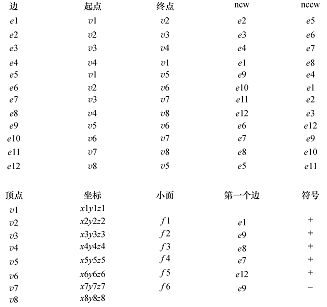 边 起点 终点 ncw nccw
e1 v1 v2 e2 e5
e2 v2 v3 e3 e6
e3 v3 v4 e4 e7
e4 v4 v1 e1 e8
e5 v1 v5 e9 e4
e6 v2 v6 e10 e1
e7 v3 v7 e11 e2
e8 v4 v8 e12 e3
e9 v5 v6 e6 e12
e10 v6 v7 e7 e9
e11 v7 v8 e8 e10
e12 v8 v5 e5 e11
顶点 坐标 小面 第一个边 符号
v1 x1y1z1
v2 x2y2z2 f1 e1 +
v3 x3y3z3 f2 e9 +
v4 x4y4z4 f3 e8 +
v5 x5y5z5 f4 e7 +
v6 x6y6z6 f5 e12 +
v7 x7y7z7 f6 e9 −
v8 x8y8z8